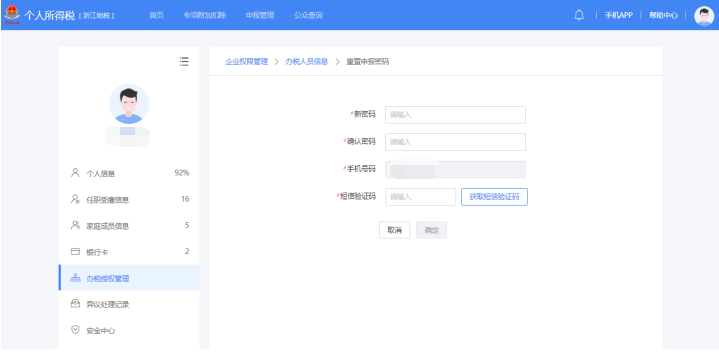 个人所得税 [ 浙江地税 ] 首页 专项附加扣除 申报管理 公众查询 手机APP 帮助中心
企业权限管理 > 办税人员信息 > 重置申报密码
*新密码 请输入
*确认密码 请输入
*手机号码
*短信验证码 请输入 获取短信验证码
取消 确定
个人信息 92%
任职受雇信息 16
家庭成员信息 5
银行卡 2
办税授权管理
异议处理记录
安全中心